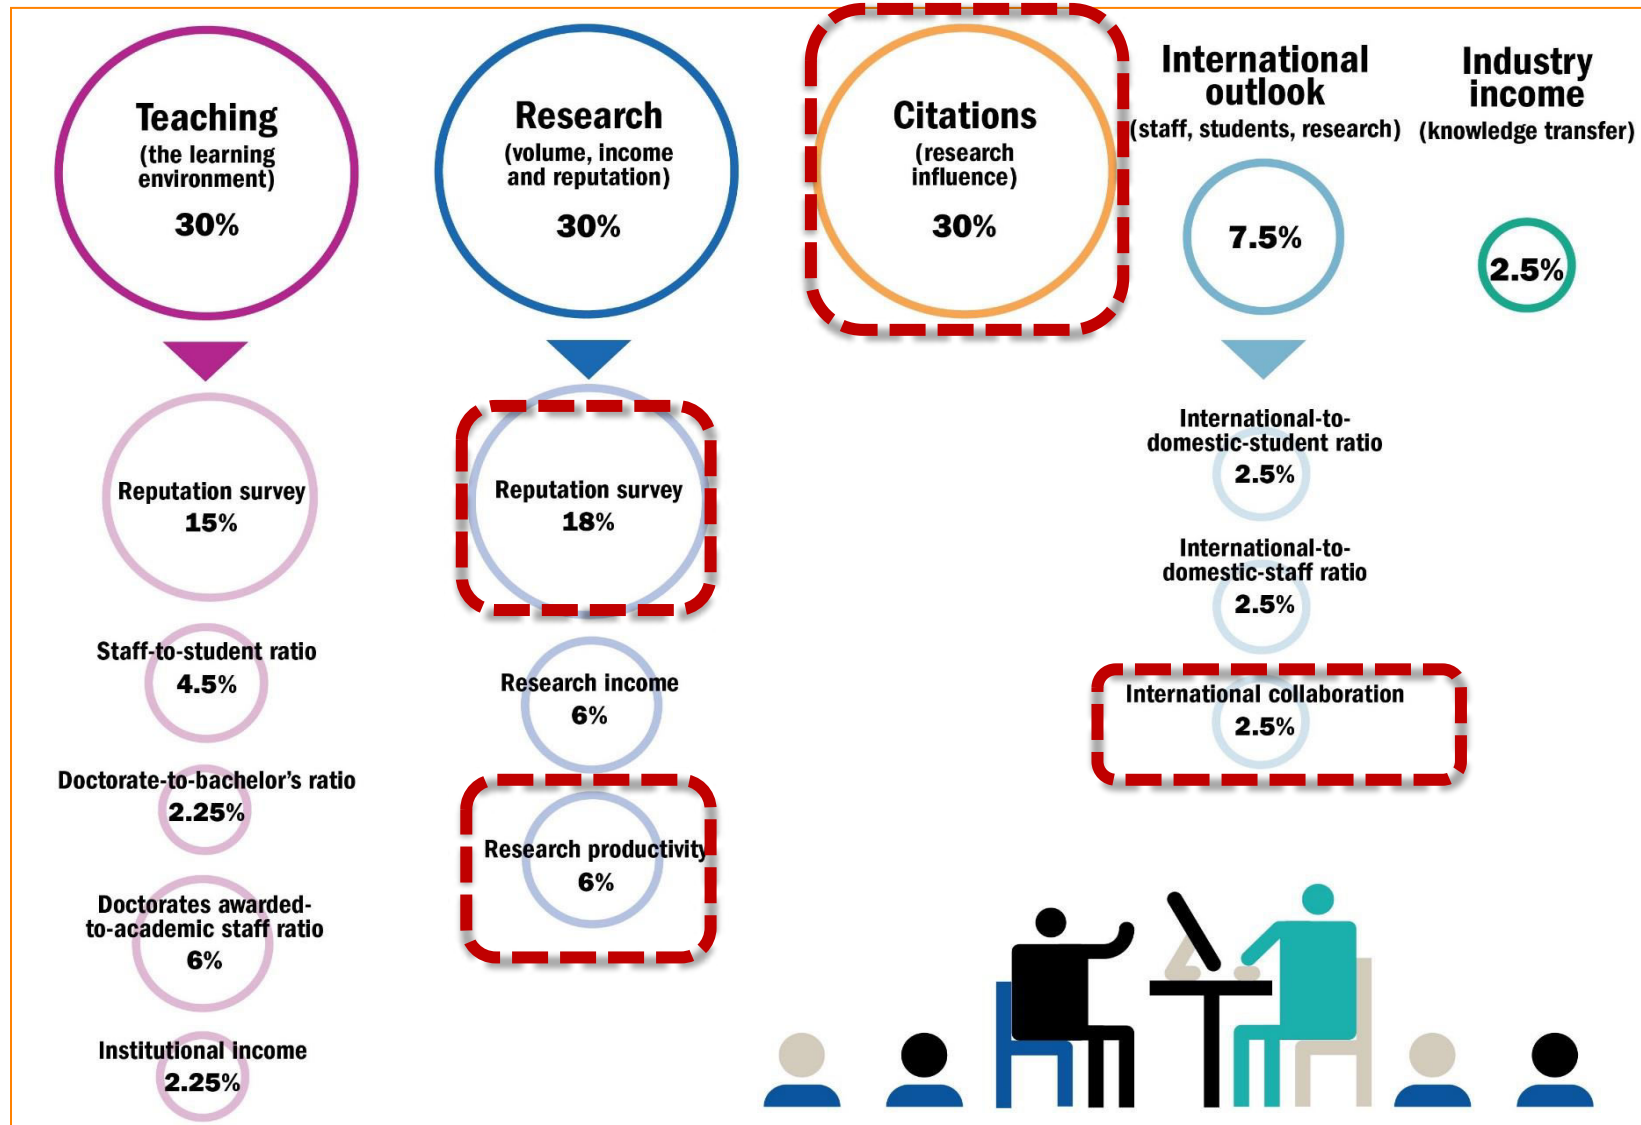 Teaching
(the learning
environment)
30%
Reputation survey
15%
Staff-to-student ratio
4.5%
Doctorate-to-bachelor's ratio
2.25%
Doctorates awarded-
to-academic staff ratio
6%
Institutional income
2.25%
Research
(volume, income
and reputation)
30%
Reputation survey
18%
Research income
6%
Research productivity
6%
Citations
(research
influence)
30%
International
outlook
(staff, students, research)
7.5%
International-to-
domestic-student ratio
2.5%
International-to-
domestic-staff ratio
2.5%
International collaboration
2.5%
Industry
income
(knowledge transfer)
2.5%